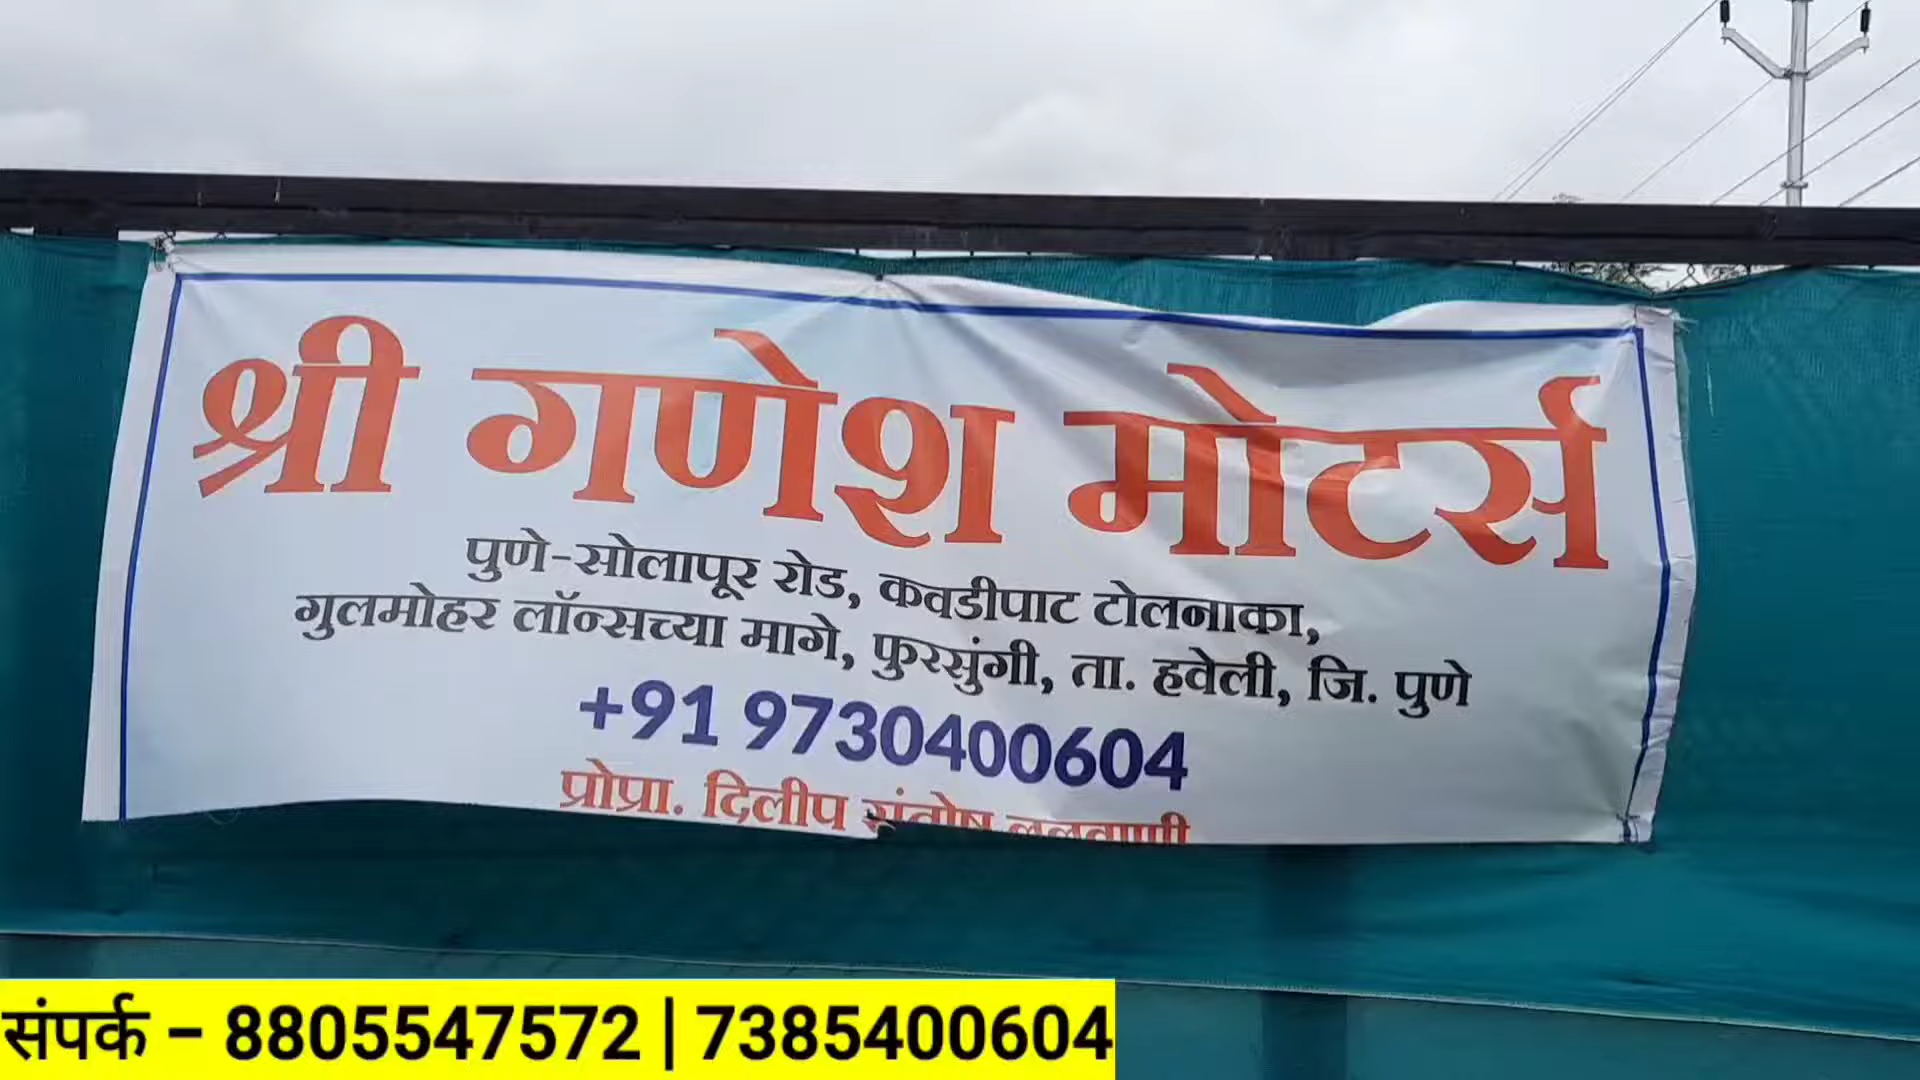 श्री गणेश मोटर्स
पुणे-सोलापूर रोड, कवडीपाट टोलनाका,
गुलमोहर लॉन्सच्या मागे, फुरसुंगी, ता. हवेली, जि. पुणे
+91 9730400604
प्रोप्रा. दिलीप संतोष
संपर्क – 8805547572 | 7385400604